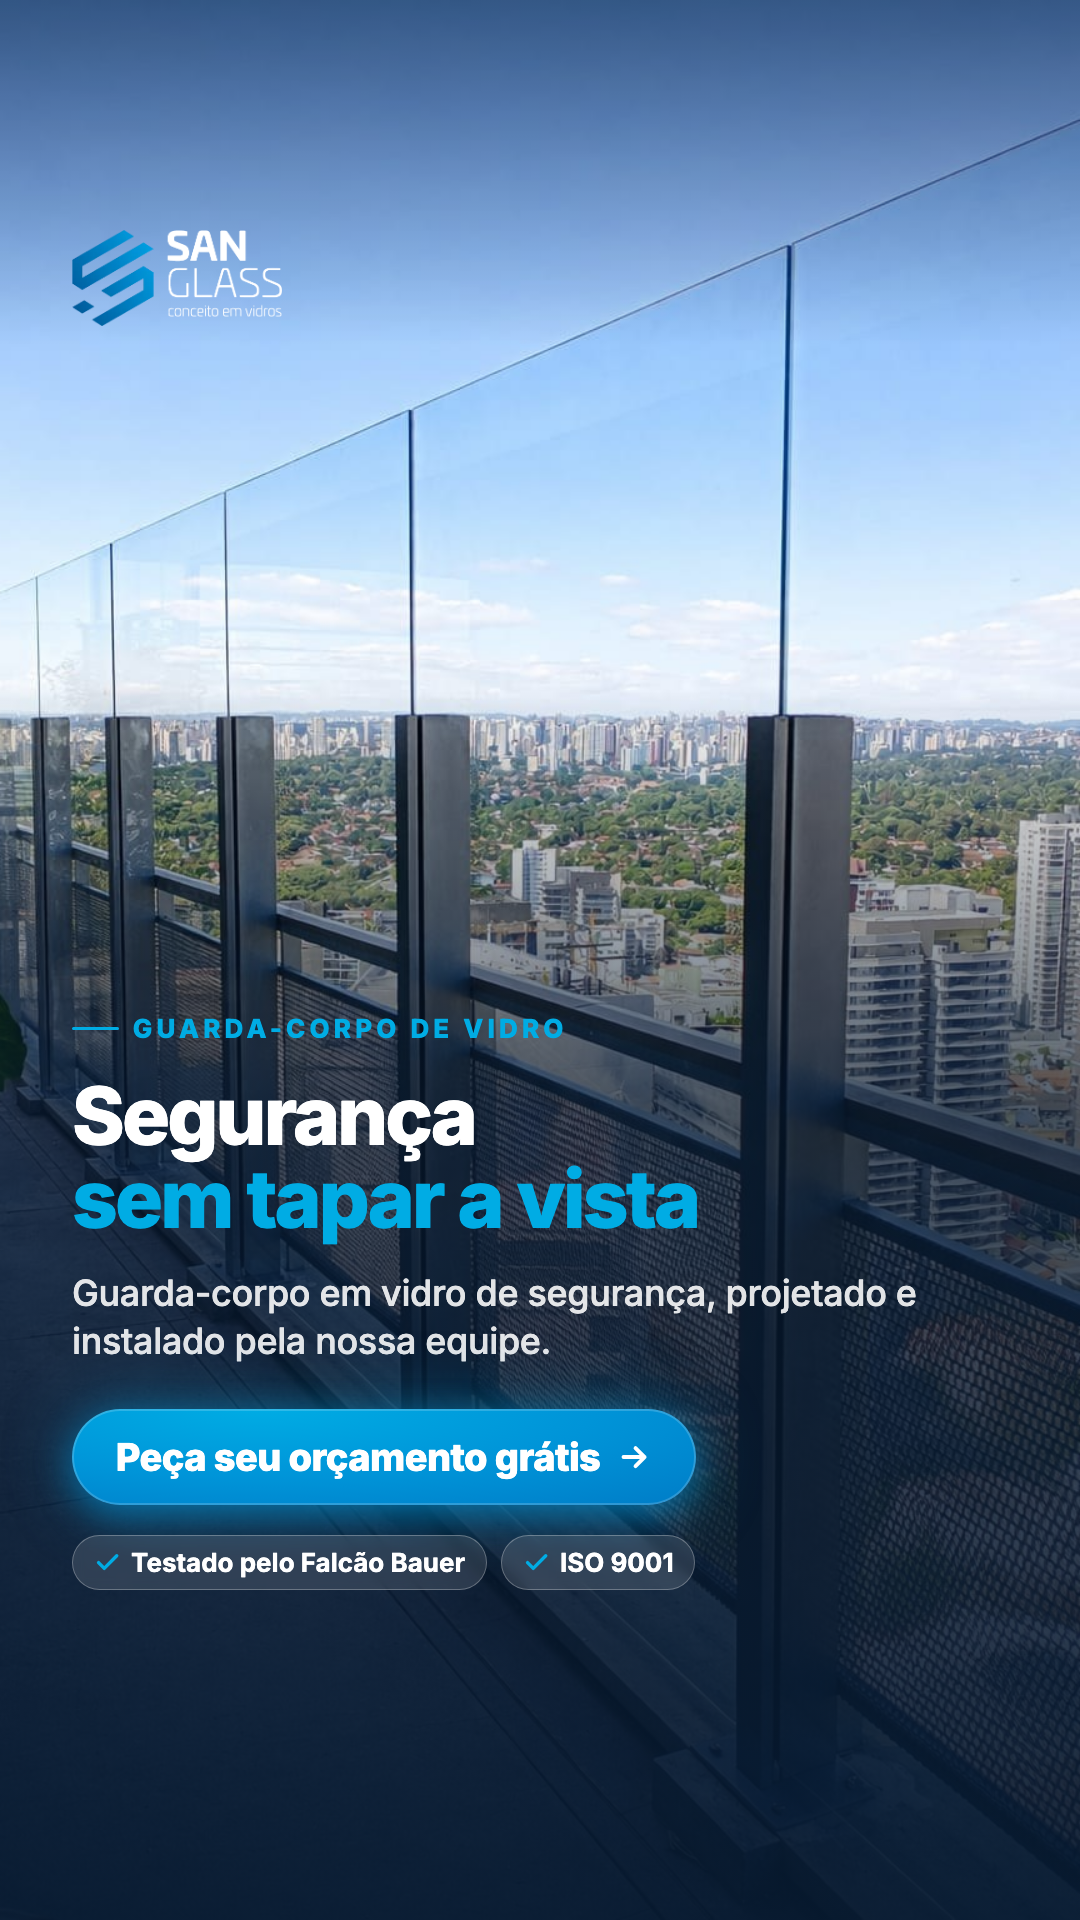 SAN
GLASS
conceito em vidros
GUARDA-CORPO DE VIDRO
Segurança
sem tapar a vista
Guarda-corpo em vidro de segurança, projetado e
instalado pela nossa equipe.
Peça seu orçamento grátis →
Testado pelo Falcão Bauer
ISO 9001